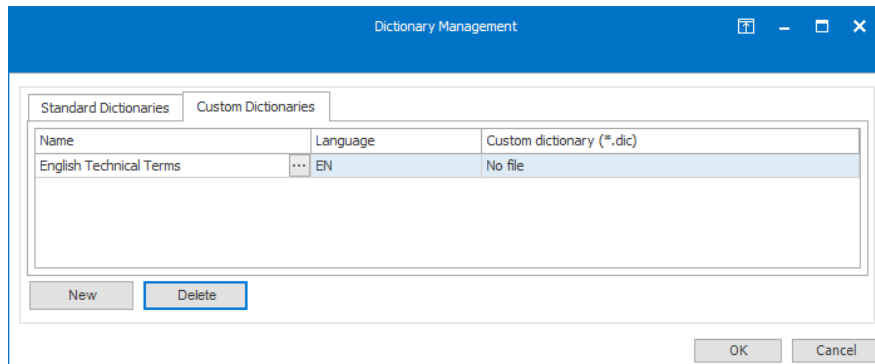 Dictionary Management
Standard Dictionaries Custom Dictionaries
Name Language Custom dictionary (*.dic)
English Technical Terms ... EN No file
New Delete
OK Cancel